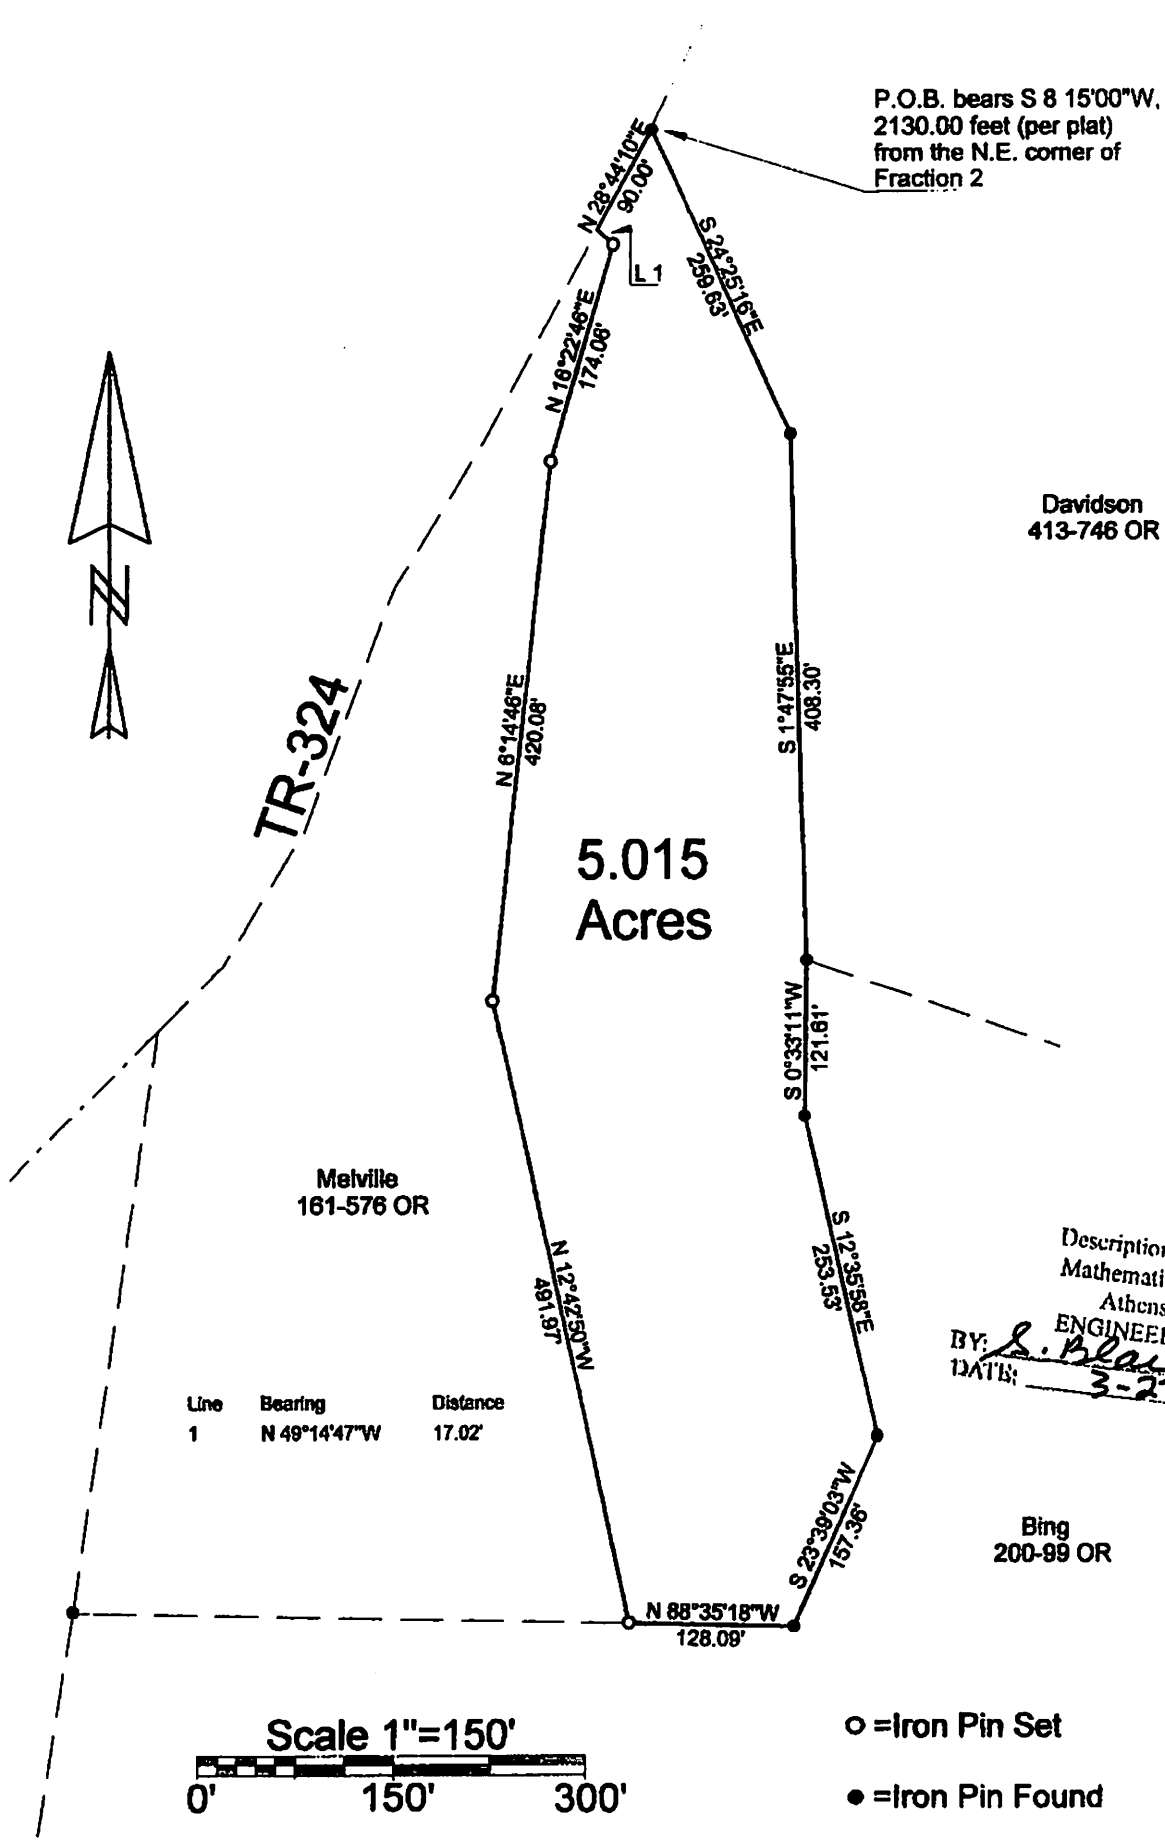 P.O.B. bears S 8 15'00"W,
2130.00 feet (per plat)
from the N.E. corner of
Fraction 2
N 28°44'10"E
90.00'
L 1
S 24°25'16"E
259.63'
N 16°22'46"E
174.06'
Davidson
413-746 OR
N
TR-324
N 6°14'46"E
420.08'
S 1°47'55"E
408.30'
5.015
Acres
S 0°33'11"W
121.61'
Melville
161-576 OR
N 12°42'50"W
491.97'
S 12°35'58"E
253.53'
Description
Mathemati
Athens
ENGINEE
BY: S. Blai
DATE: 3-2
Line Bearing Distance
1 N 49°14'47"W 17.02'
S 23°39'03"W
157.36'
Bing
200-99 OR
N 88°35'18"W
128.09'
Scale 1"=150'
0' 150' 300'
=Iron Pin Set
=Iron Pin Found